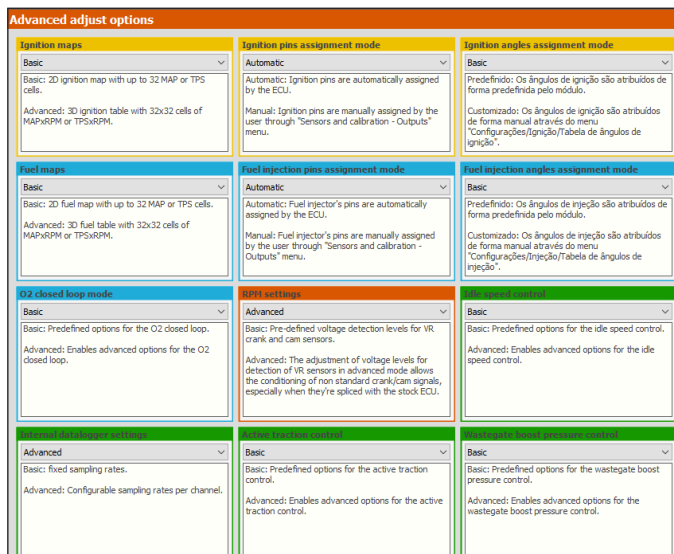 Advanced adjust options
Ignition maps
Basic
Basic: 2D ignition map with up to 32 MAP or TPS
cells.
Advanced: 3D ignition table with 32x32 cells of
MAPxRPM or TPSxRPM.
Ignition pins assignment mode
Automatic
Automatic: Ignition pins are automatically assigned
by the ECU.
Manual: Ignition pins are manually assigned by the
user through "Sensors and calibration - Outputs"
menu.
Ignition angles assignment mode
Basic
Predefinido: Os ângulos de ignição são atribuídos de
forma predefinida pelo módulo.
Customizado: Os ângulos de ignição são atribuídos
de forma manual através do menu
"Configurações/Ignição/Tabela de ângulos de
ignição".
Fuel maps
Basic
Basic: 2D fuel map with up to 32 MAP or TPS cells.
Advanced: 3D fuel table with 32x32 cells of
MAPxRPM or TPSxRPM.
Fuel injection pins assignment mode
Automatic
Automatic: Fuel injector's pins are automatically
assigned by the ECU.
Manual: Fuel injector's pins are manually assigned
by the user through "Sensors and calibration -
Outputs" menu.
Fuel injection angles assignment mode
Basic
Predefinido: Os ângulos de injeção são atribuídos de
forma predefinida pelo módulo.
Customizado: Os ângulos de injeção são atribuídos
de forma manual através do menu
"Configurações/Injeção/Tabela de ângulos de
injeção".
O2 closed loop mode
Basic
Basic: Predefined options for the O2 closed loop.
Advanced: Enables advanced options for the O2
closed loop.
RPM settings
Advanced
Basic: Pre-defined voltage detection levels for VR
crank and cam sensors.
Advanced: The adjustment of voltage levels for
detection of VR sensors in advanced mode allows
the conditioning of non standard crank/cam signals,
especially when they're spliced with the stock ECU.
Idle speed control
Basic
Basic: Predefined options for the idle speed control.
Advanced: Enables advanced options for the idle
speed control.
Internal datalogger settings
Advanced
Basic: fixed sampling rates.
Advanced: Configurable sampling rates per channel.
Active traction control
Basic
Basic: Predefined options for the active traction
control.
Advanced: Enables advanced options for the active
traction control.
Wastegate boost pressure control
Basic
Basic: Predefined options for the wastegate boost
pressure control.
Advanced: Enables advanced options for the
wastegate boost pressure control.